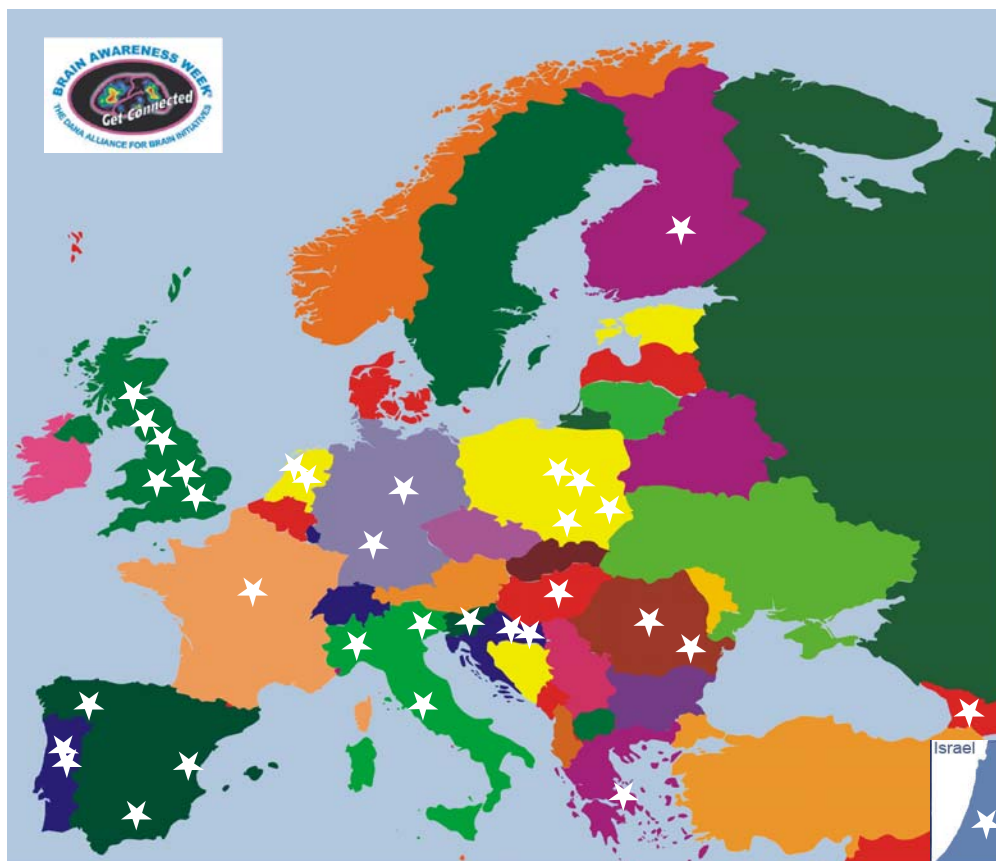 BRAIN AWARENESS WEEK®
Get Connected
THE DANA ALLIANCE FOR BRAIN INITIATIVES
Israel